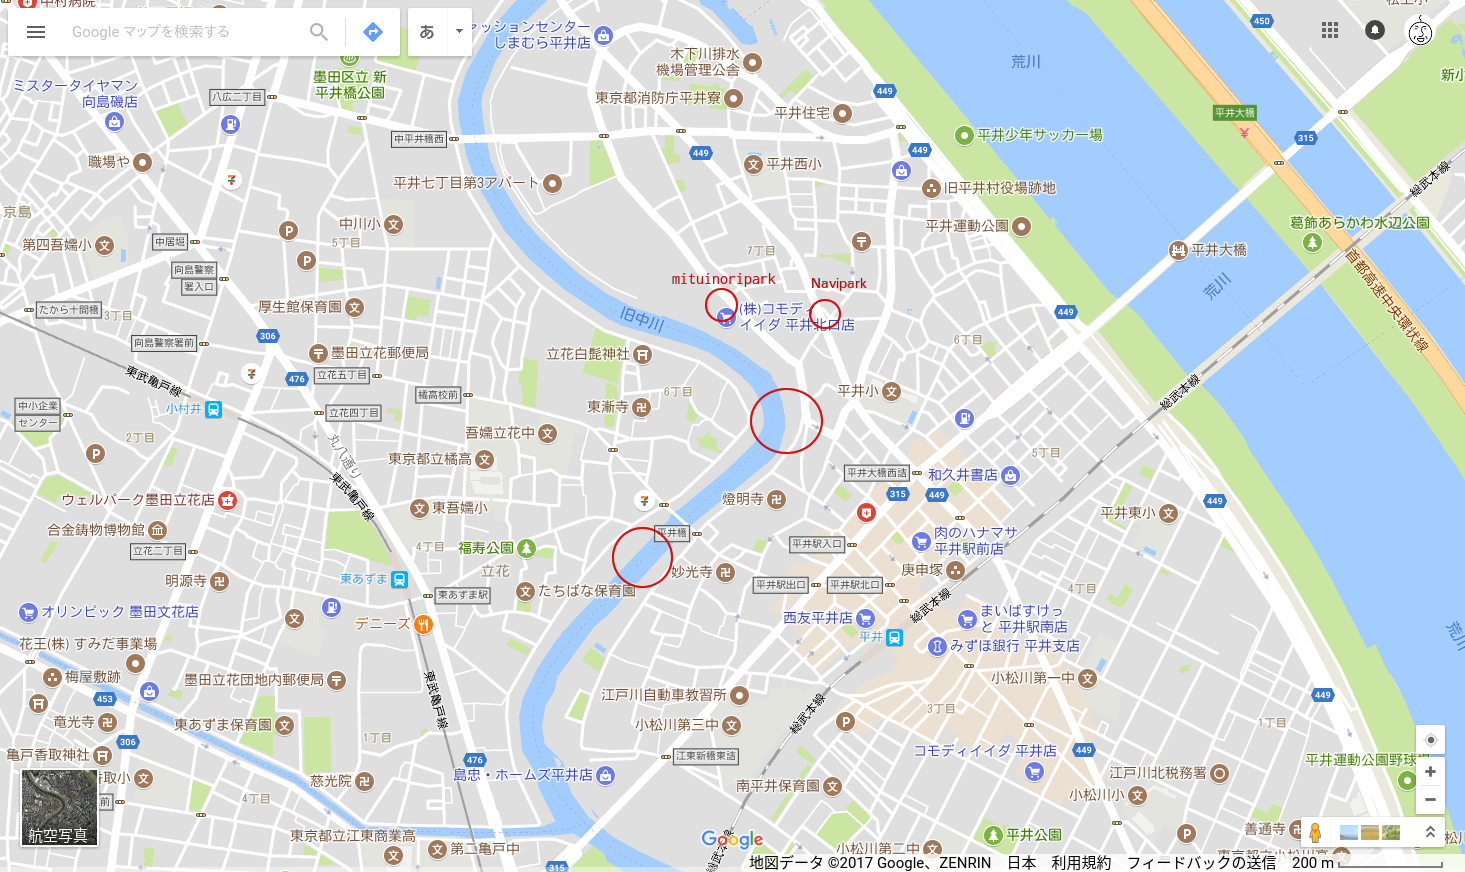 中村病院
Google マップを検索する
あ
ファッションセンター
しまむら平井店
木下川排水
機場管理公舎
東京都消防庁平井寮
平井住宅
荒川
450
449
平井大橋
315
墨田区立 新
平井橋公園
ミスタータイヤマン
向島磯店
八広二丁目
中平井橋西
449
449
平井少年サッカー場
職場や
平井西小
平井七丁目第3アパート
旧平井村役場跡地
総武本線
京島
第四吾嬬小
中居堀
中川小
5丁目
平井運動公園
葛飾あらかわ水辺公園
7丁目
平井大橋
向島警察
署入口
mituinoripark
Navipark
荒川
首都高速中央環状線
たから十間橋
3丁目
厚生館保育園
(株)コモディ
イイダ 平井北口店
旧中川
449
向島警察署前
306
6丁目
墨田立花郵便局
立花白髭神社
東武亀戸線
476
立花五丁目
橘高校前
6丁目
平井小
総武本線
小村井
中小企業
センター
立花四丁目
東漸寺
2丁目
丸八通り
吾嬬立花中
5丁目
東京都立橘高
平井大橋西詰
和久井書店
東武亀戸線
ウェルパーク墨田立花店
東吾嬬小
燈明寺
315
449
449
平井東小
合金鋳物博物館
平井橋
肉のハナマサ
平井駅前店
立花二丁目
4丁目
福寿公園
平井駅入口
立花
妙光寺
庚申塚
明源寺
東あずま
東あずま駅
たちばな保育園
平井駅出口
平井駅北口
4丁目
総武本線
オリンピック 墨田文花店
デニーズ
西友平井店
まいばすけっ
と 平井駅南店
荒川
平井
花王(株) すみだ事業場
みずほ銀行 平井支店
梅屋敷跡
墨田立花団地内郵便局
東武亀戸線
小松川第一中
453
江戸川自動車教習所
449
竜光寺
東あずま保育園
小松川第三中
総武本線
3丁目
1丁目
306
1丁目
亀戸香取神社
476
江東新橋東詰
コモディイイダ 平井店
449
平井運動公園野球場
香取小
慈光院
島忠・ホームズ平井店
南平井保育園
江戸川北税務署
小松川小
前
4丁目
航空写真
東京都立江東商業高
第二亀戸中
Google
総武本線
平井公園
善通寺
小松川第二中
555
地図データ ©2017 Google、ZENRIN 日本 利用規約 フィードバックの送信 200 m